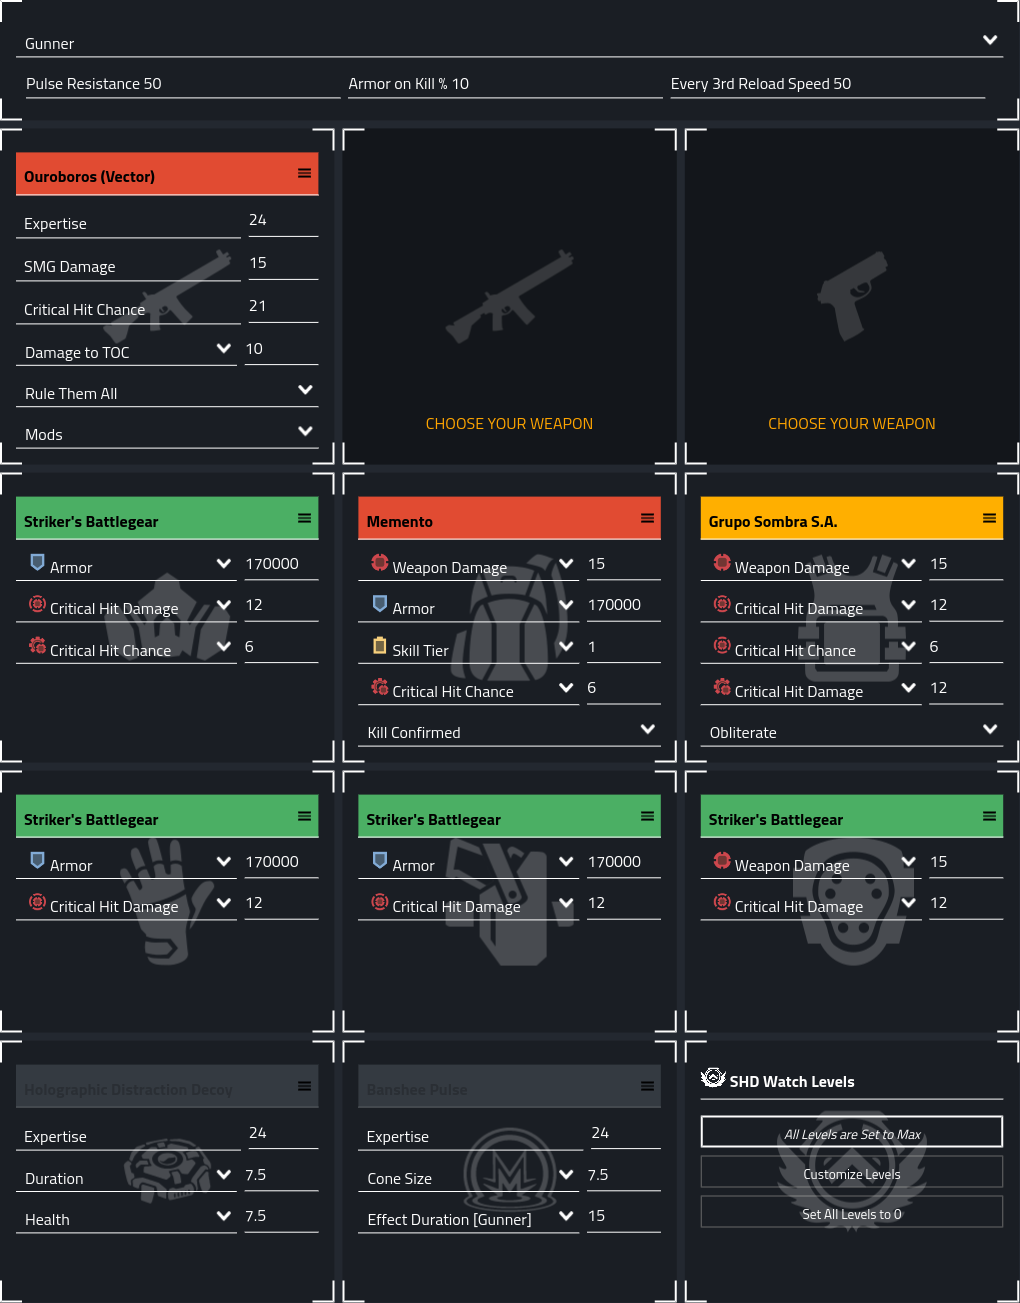 Gunner
Pulse Resistance 50 Armor on Kill % 10 Every 3rd Reload Speed 50
Ouroboros (Vector)
Expertise 24
SMG Damage 15
Critical Hit Chance 21
Damage to TOC 10
Rule Them All
Mods
CHOOSE YOUR WEAPON
CHOOSE YOUR WEAPON
Striker's Battlegear
Armor 170000
Critical Hit Damage 12
Critical Hit Chance 6
Memento
Weapon Damage 15
Armor 170000
Skill Tier 1
Critical Hit Chance 6
Kill Confirmed
Grupo Sombra S.A.
Weapon Damage 15
Critical Hit Damage 12
Critical Hit Chance 6
Critical Hit Damage 12
Obliterate
Striker's Battlegear
Armor 170000
Critical Hit Damage 12
Striker's Battlegear
Armor 170000
Critical Hit Damage 12
Striker's Battlegear
Weapon Damage 15
Critical Hit Damage 12
Holographic Distraction Decoy
Expertise 24
Duration 7.5
Health 7.5
Banshee Pulse
Expertise 24
Cone Size 7.5
Effect Duration [Gunner] 15
SHD Watch Levels
All Levels are Set to Max
Customize Levels
Set All Levels to 0